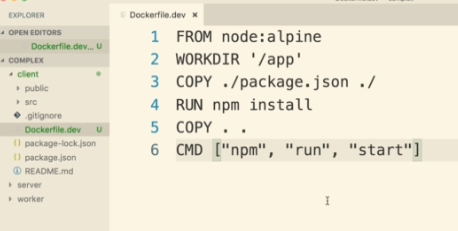 EXPLORER
Dockerfile.dev ×
OPEN EDITORS
Dockerfile.dev... U
COMPLEX
client
public
src
.gitignore
Dockerfile.dev U
package-lock.json
package.json
README.md
server
worker
1 FROM node:alpine
2 WORKDIR '/app'
3 COPY ./package.json ./
4 RUN npm install
5 COPY . .
6 CMD ["npm", "run", "start"]